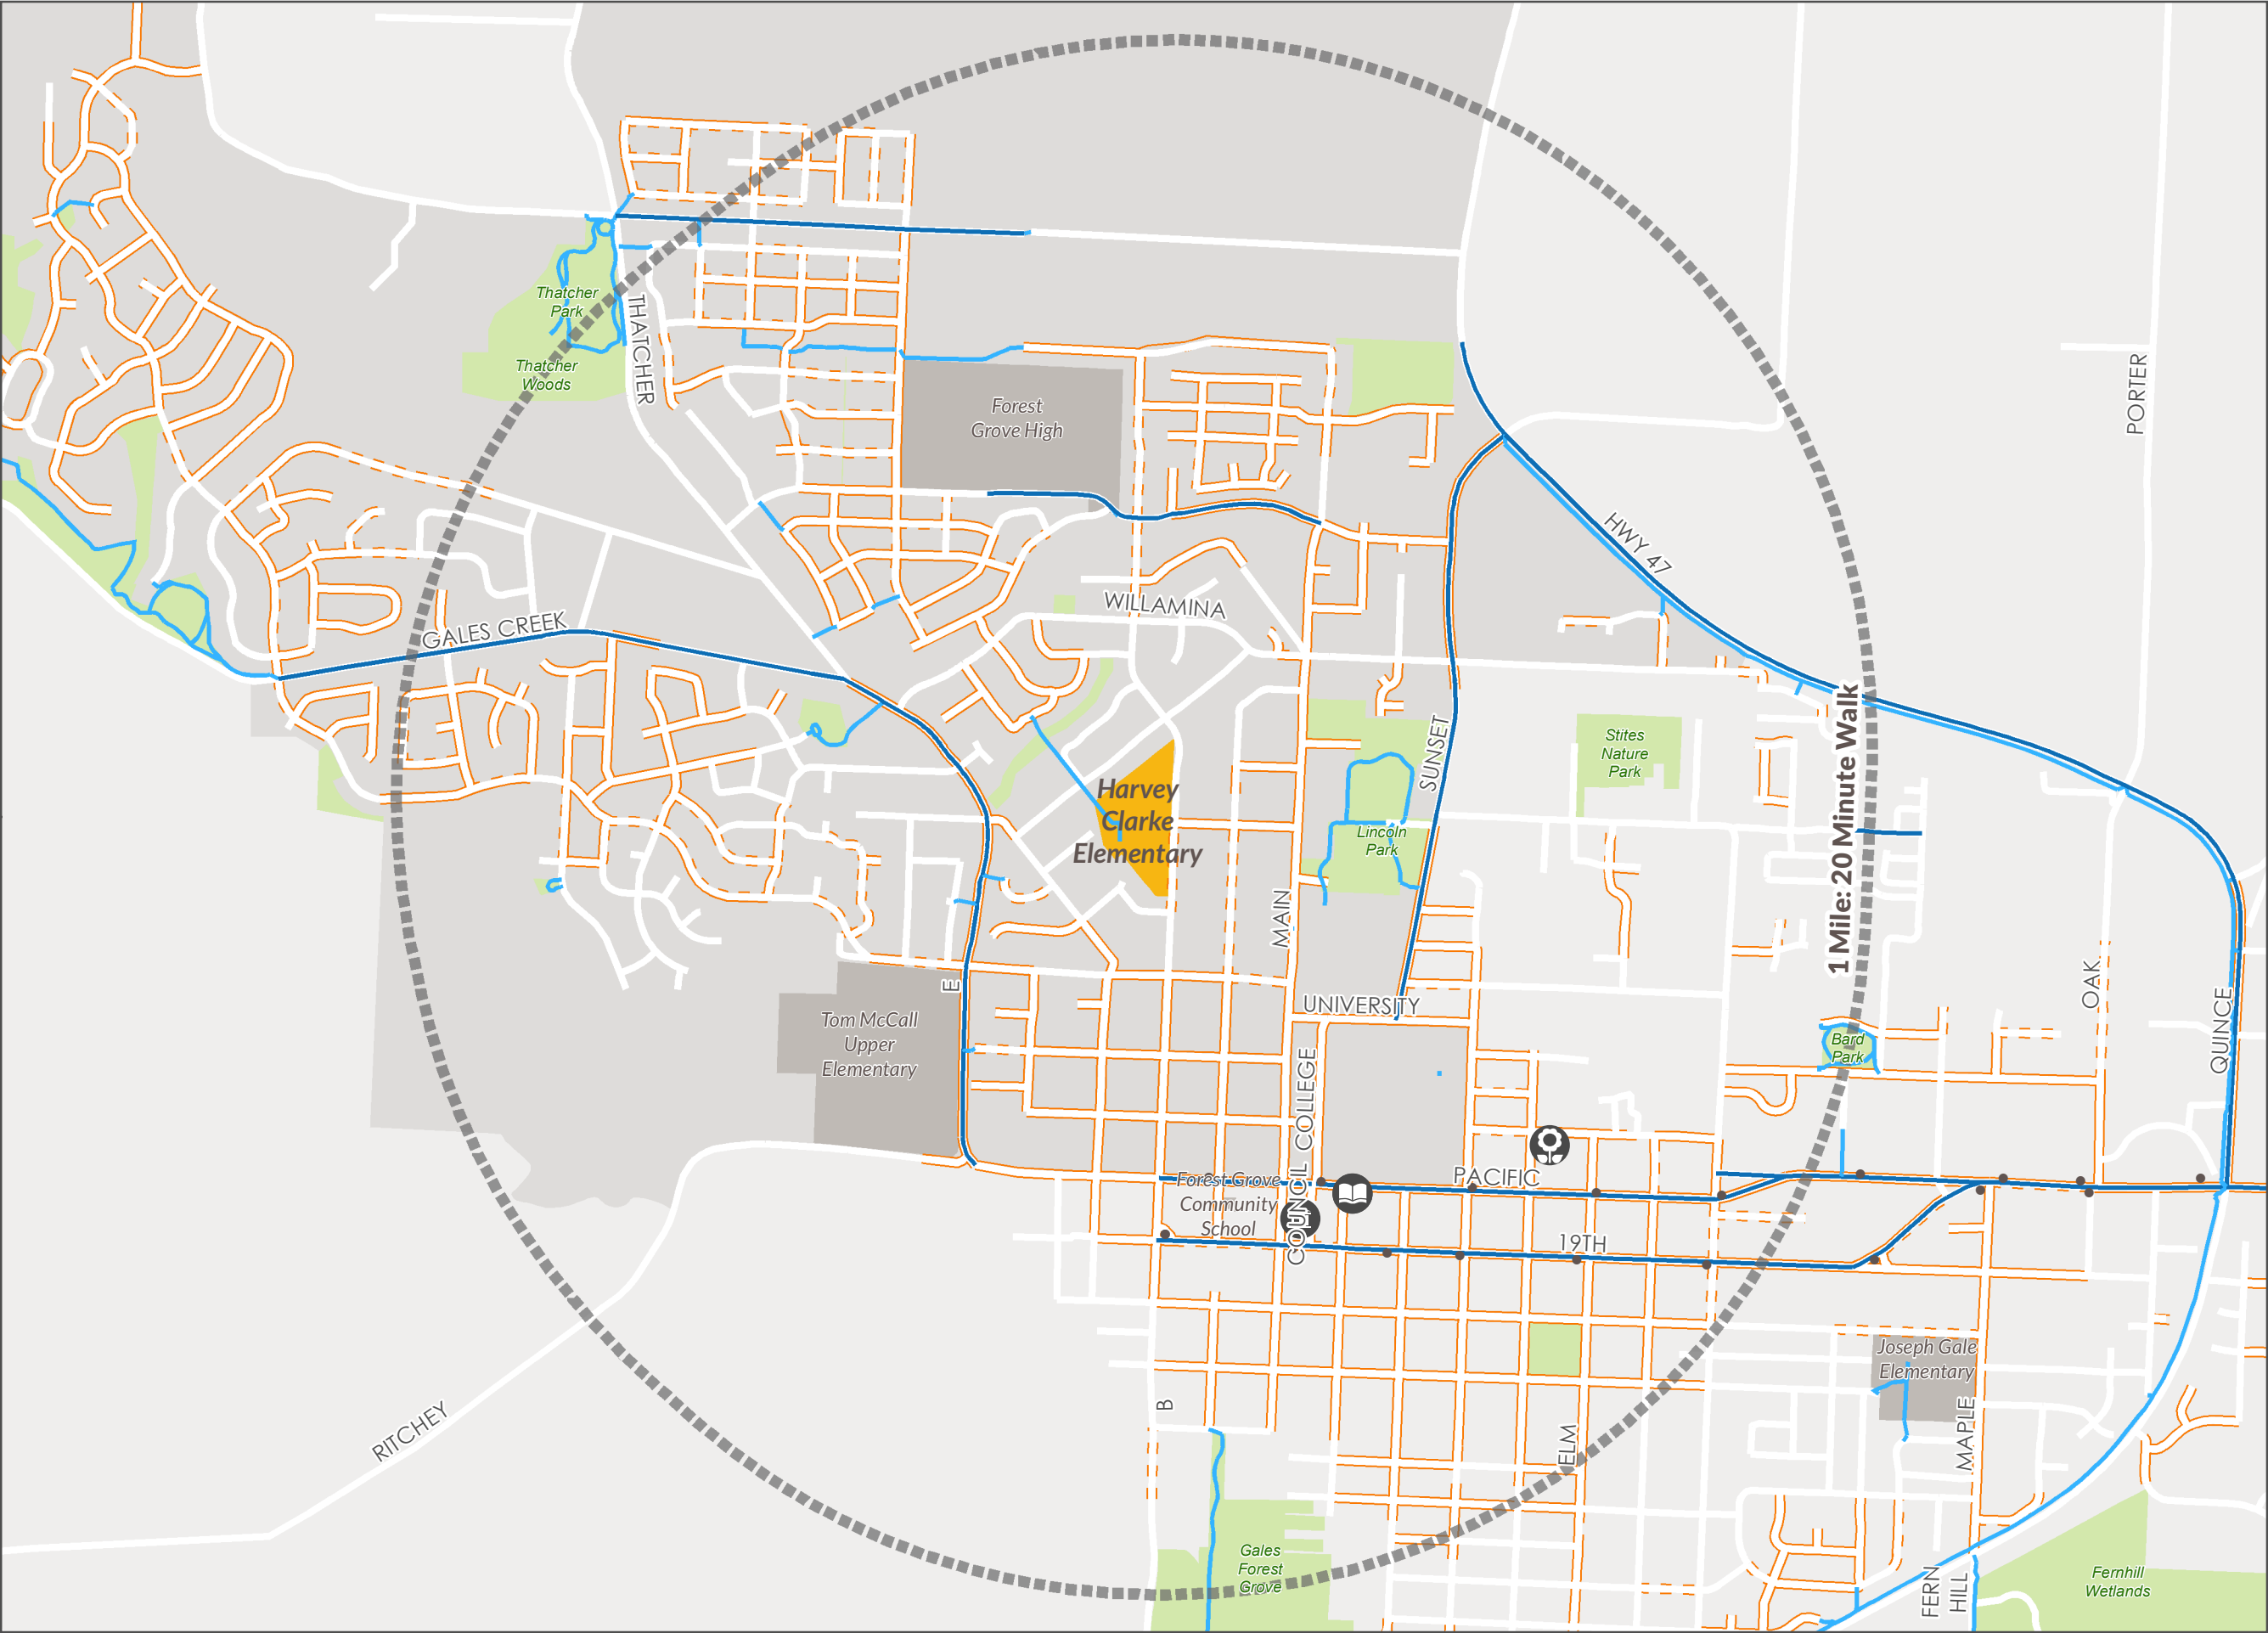 Thatcher
Park
THATCHER
Thatcher
Woods
PORTER
Forest
Grove High
HWY 47
WILLAMINA
GALES CREEK
1 Mile: 20 Minute Walk
SUNSET
Stites
Nature
Park
Harvey
Clarke
Elementary
Lincoln
Park
MAIN
E
OAK
QUINCE
UNIVERSITY
Tom McCall
Upper
Elementary
Bard
Park
COLLEGE
COUNCIL
PACIFIC
Forest Grove
Community
School
19TH
Joseph Gale
Elementary
B
RITCHEY
ELM
MAPLE
Gales
Forest
Grove
FERN
HILL
Fernhill
Wetlands